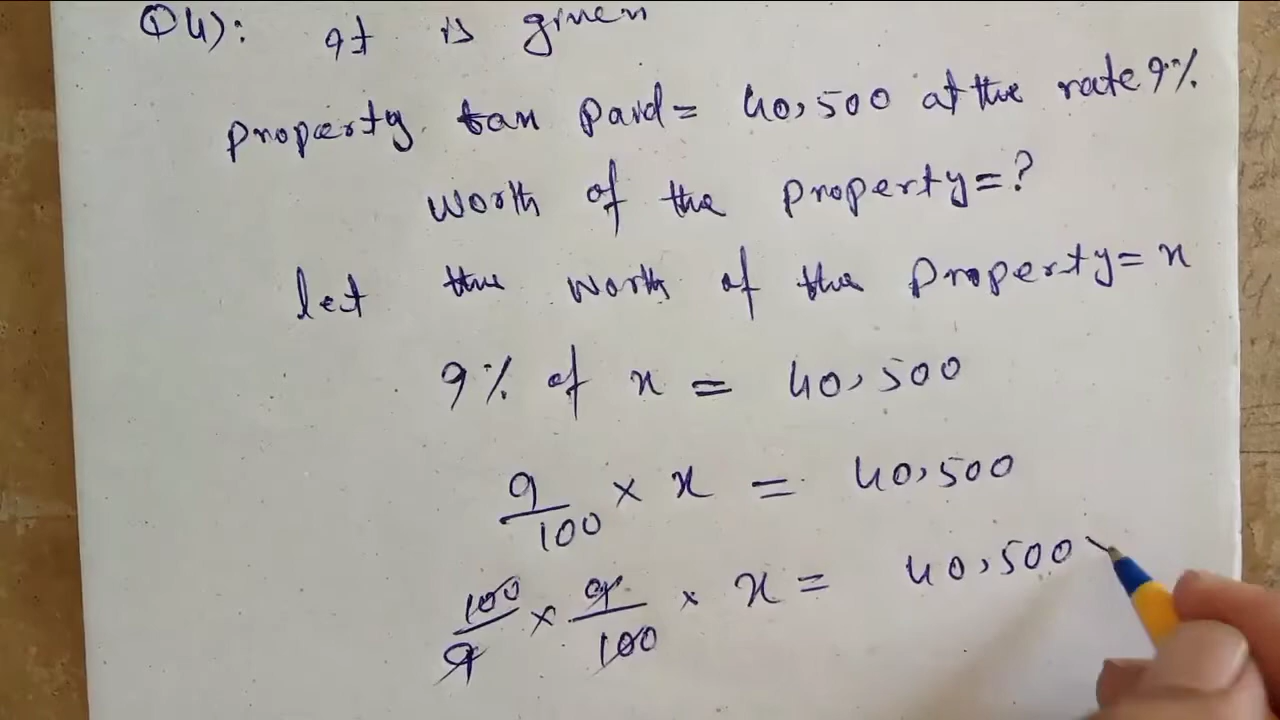 Q4): It is given
Property tax Paid = 40,500 at the rate 9%
Worth of the Property = ?
let the worth of the Property = x
9% of x = 40,500
9/100 × x = 40,500
100/9 × 9/100 × x = 40,500